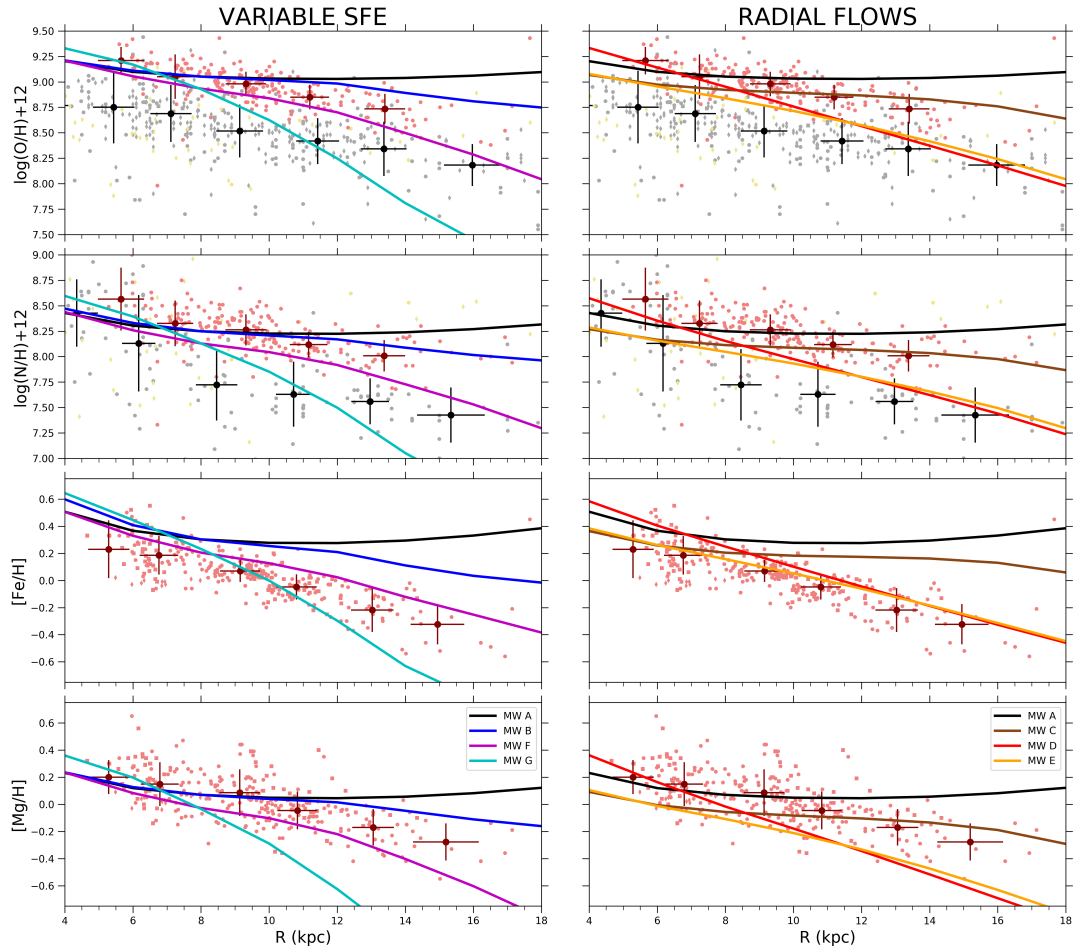 VARIABLE SFE
RADIAL FLOWS
log(O/H)+12
9.50
9.25
9.00
8.75
8.50
8.25
8.00
7.75
7.50
log(N/H)+12
9.00
8.75
8.50
8.25
8.00
7.75
7.50
7.25
7.00
[Fe/H]
0.6
0.4
0.2
0.0
−0.2
−0.4
−0.6
[Mg/H]
0.6
0.4
0.2
0.0
−0.2
−0.4
−0.6
MW A
MW B
MW F
MW G
MW A
MW C
MW D
MW E
4 6 8 10 12 14 16 18
4 6 8 10 12 14 16 18
R (kpc)
R (kpc)